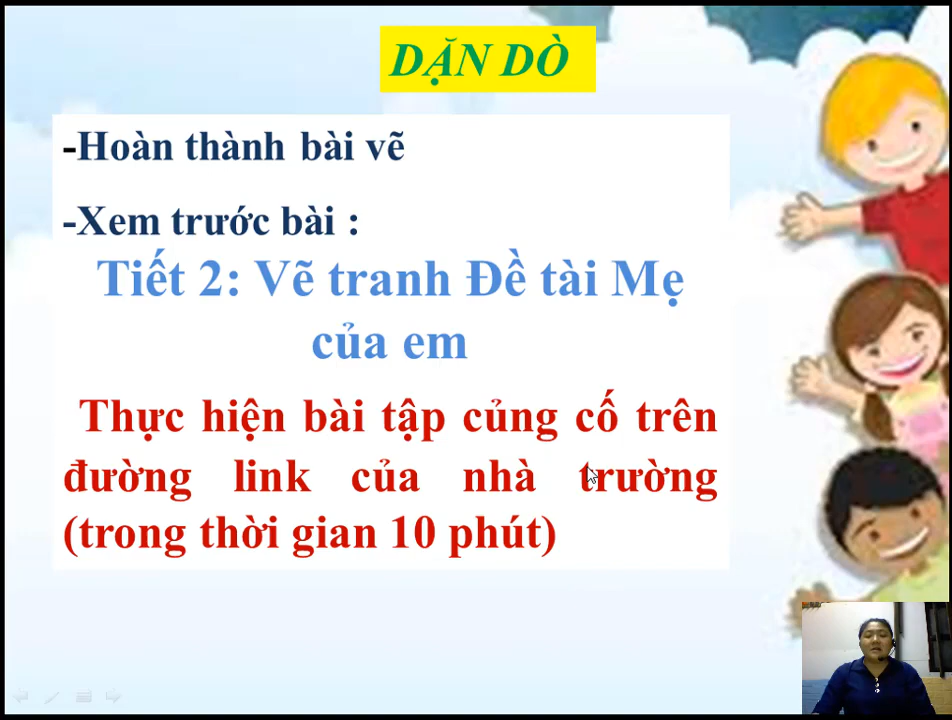 DẶN DÒ
-Hoàn thành bài vẽ
-Xem trước bài :
Tiết 2: Vẽ tranh Đề tài Mẹ
của em
Thực hiện bài tập củng cố trên
đường link của nhà trường
(trong thời gian 10 phút)